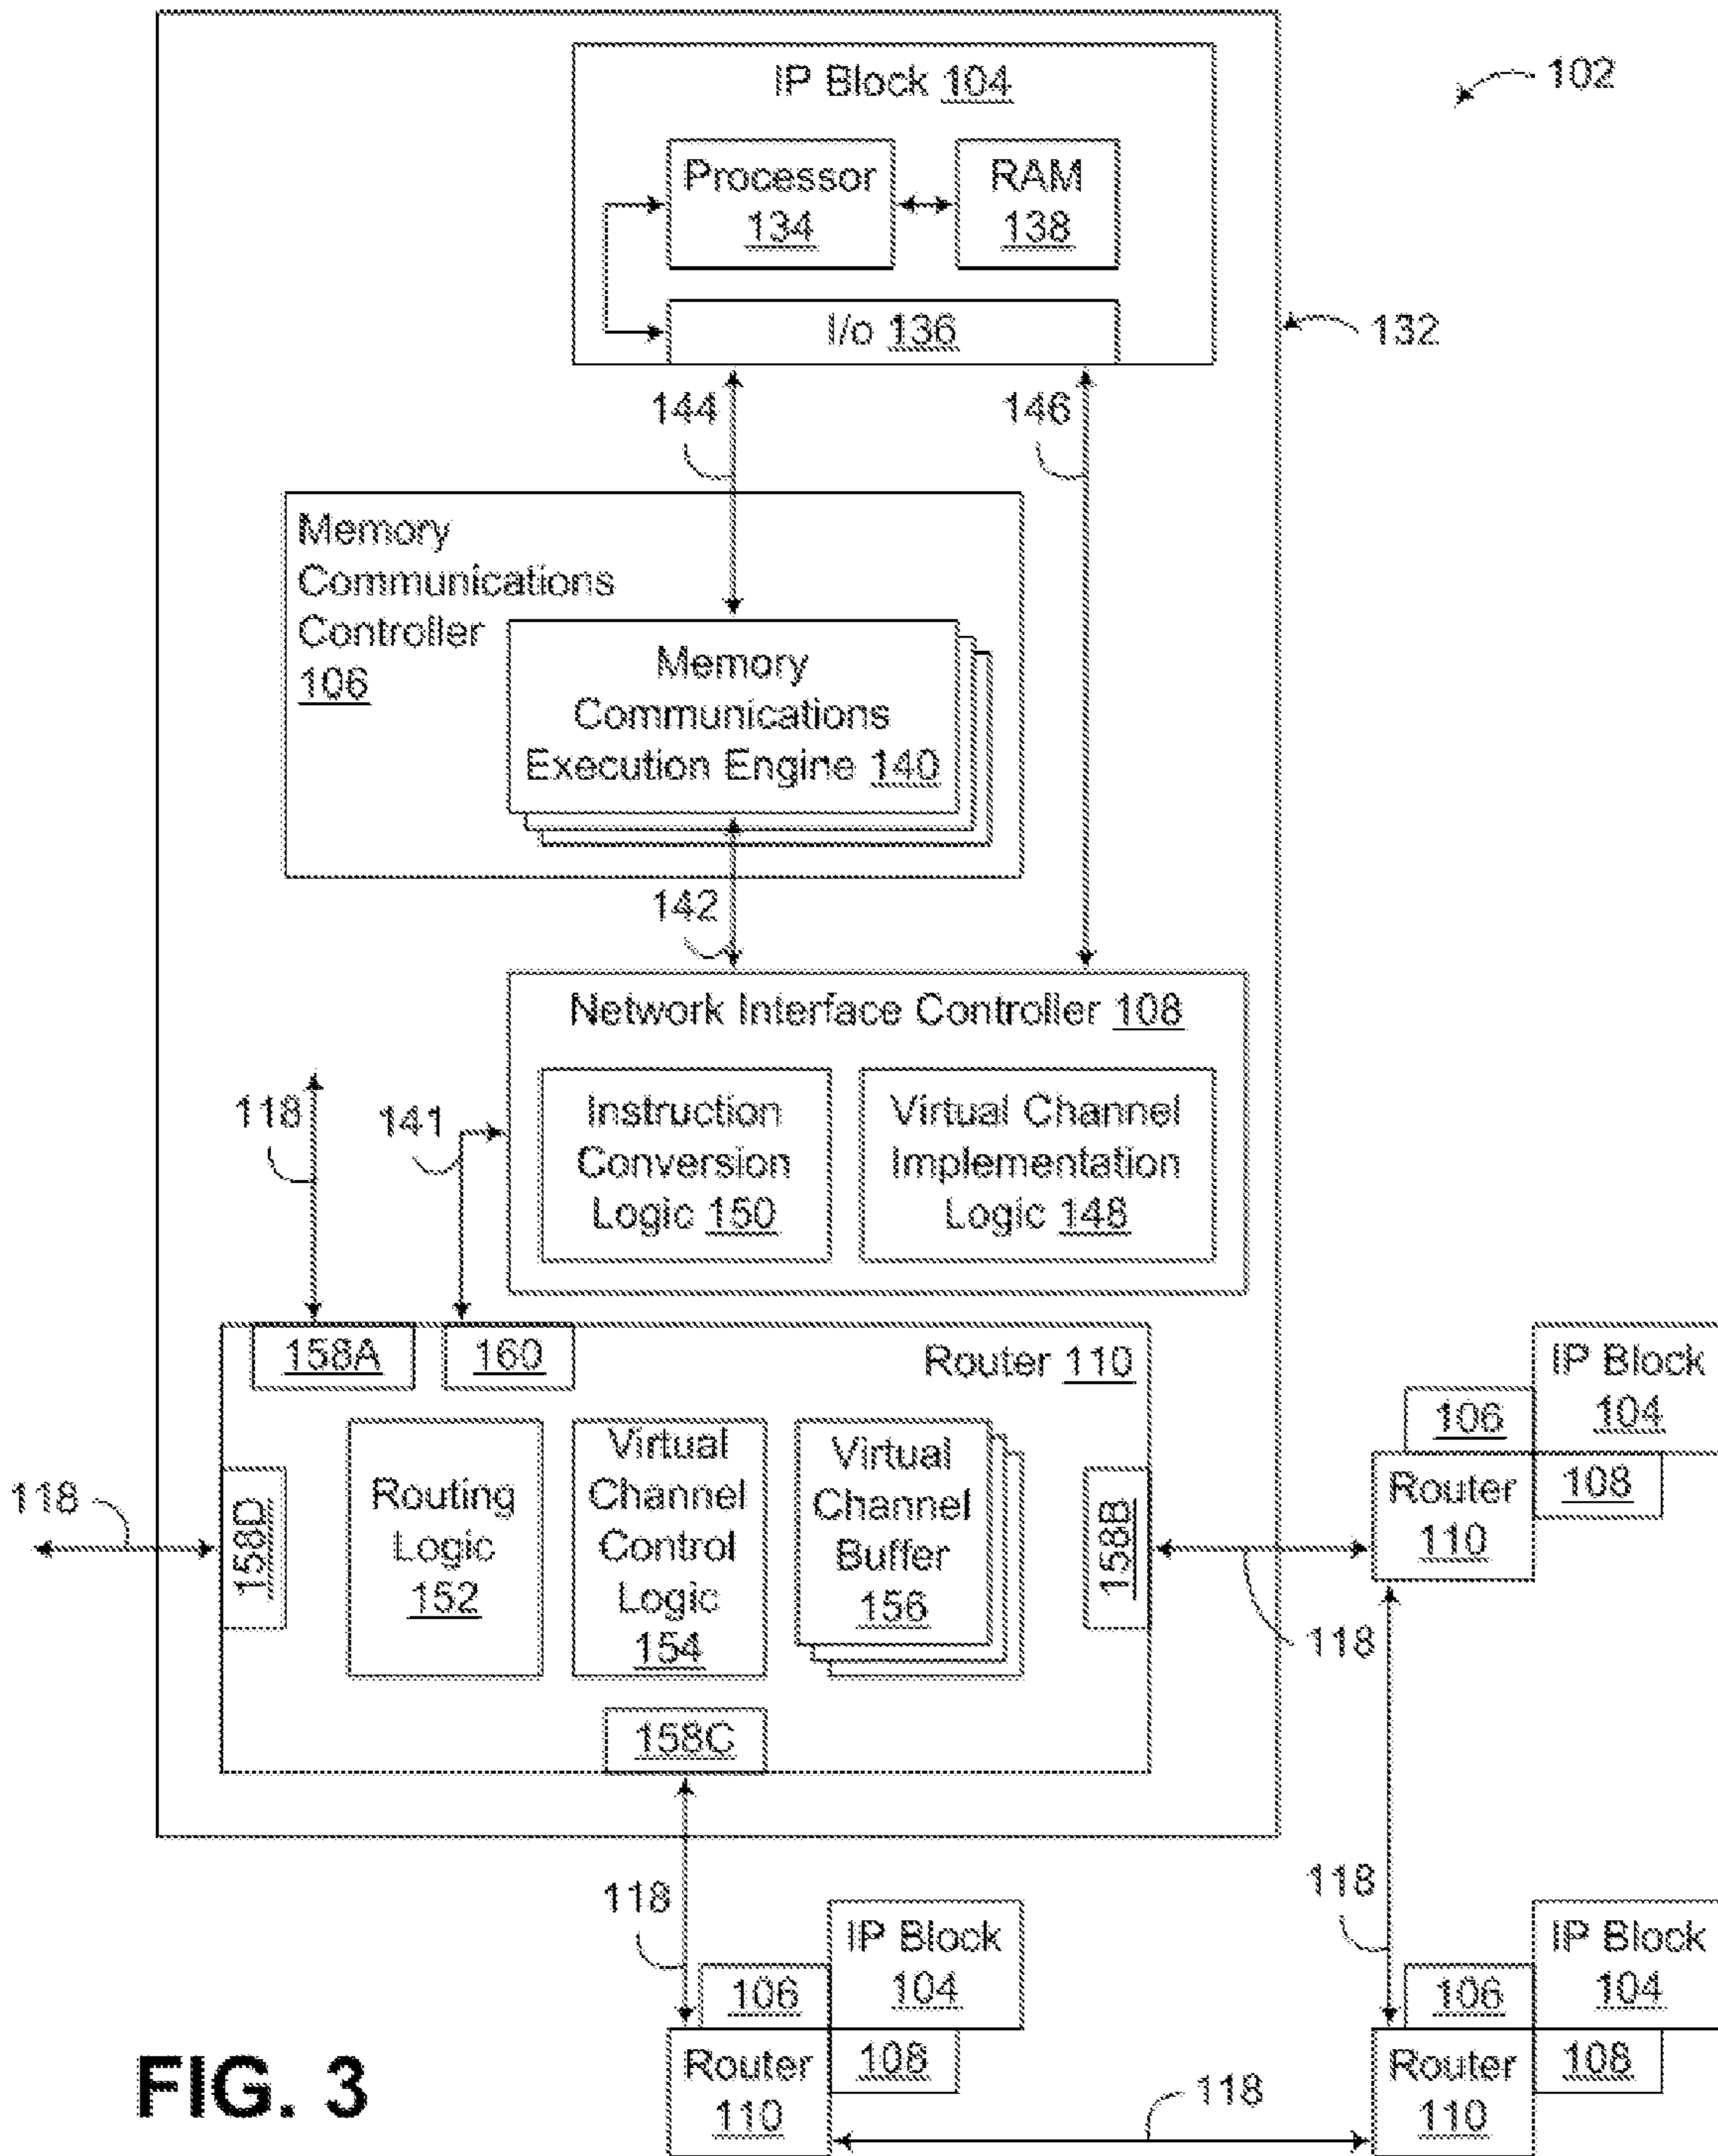 IP Block 104
102
Processor
134
RAM
138
I/o 136
132
144
146
Memory
Communications
Controller
106
Memory
Communications
Execution Engine 140
142
Network Interface Controller 108
118
141
Instruction
Conversion
Logic 150
Virtual Channel
Implementation
Logic 148
158A
160
Router 110
IP Block
104
106
Router
110
108
118
158D
Routing
Logic
152
Virtual
Channel
Control
Logic
154
Virtual
Channel
Buffer
156
158B
118
158C
118
118
IP Block
104
106
Router
110
108
IP Block
104
106
Router
110
108
118
FIG. 3